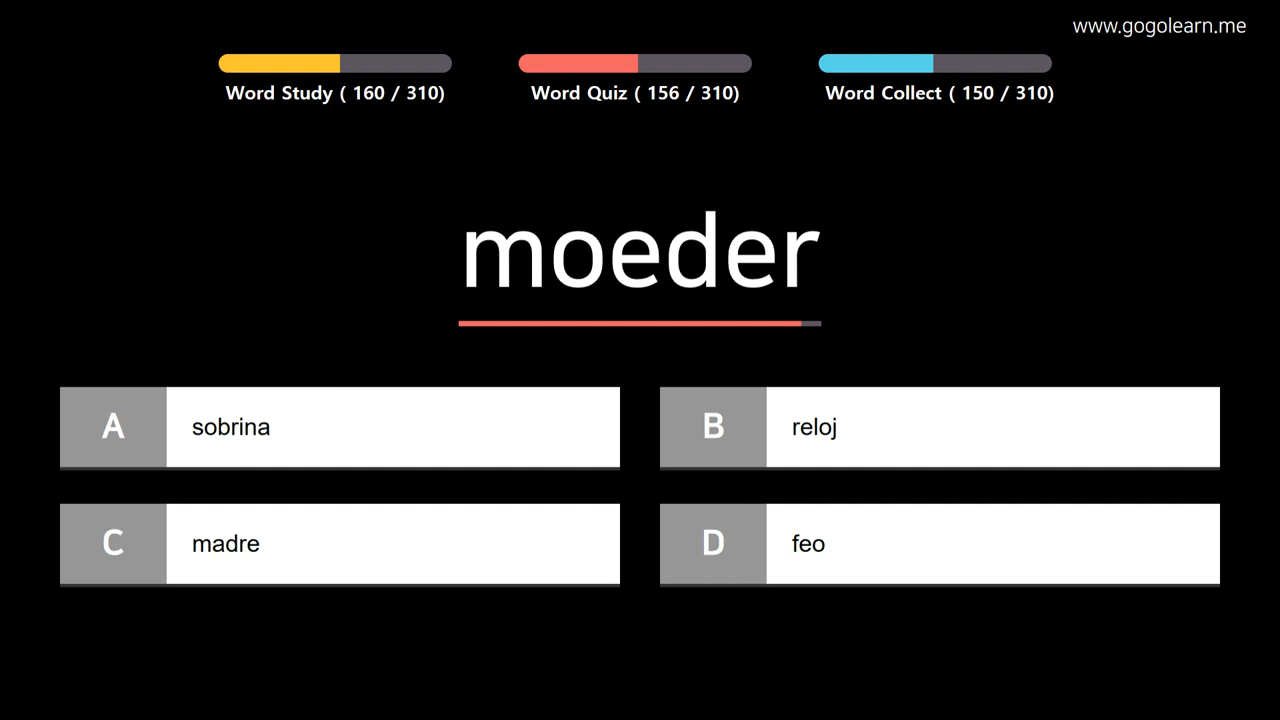 www.gogolearn.me
Word Study ( 160 / 310)
Word Quiz ( 156 / 310)
Word Collect ( 150 / 310)
moeder
A sobrina
B reloj
C madre
D feo